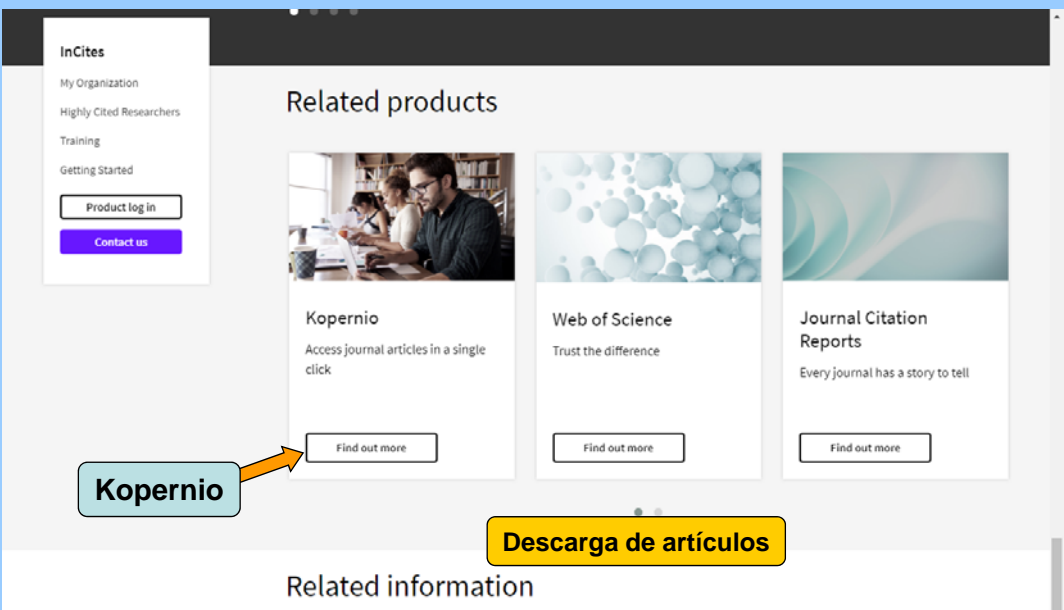 InCites
My Organization
Highly Cited Researchers
Training
Getting Started
Product log in
Contact us
Related products
Kopernio
Access journal articles in a single
click
Find out more
Web of Science
Trust the difference
Find out more
Journal Citation
Reports
Every journal has a story to tell
Find out more
Kopernio
Descarga de artículos
Related information